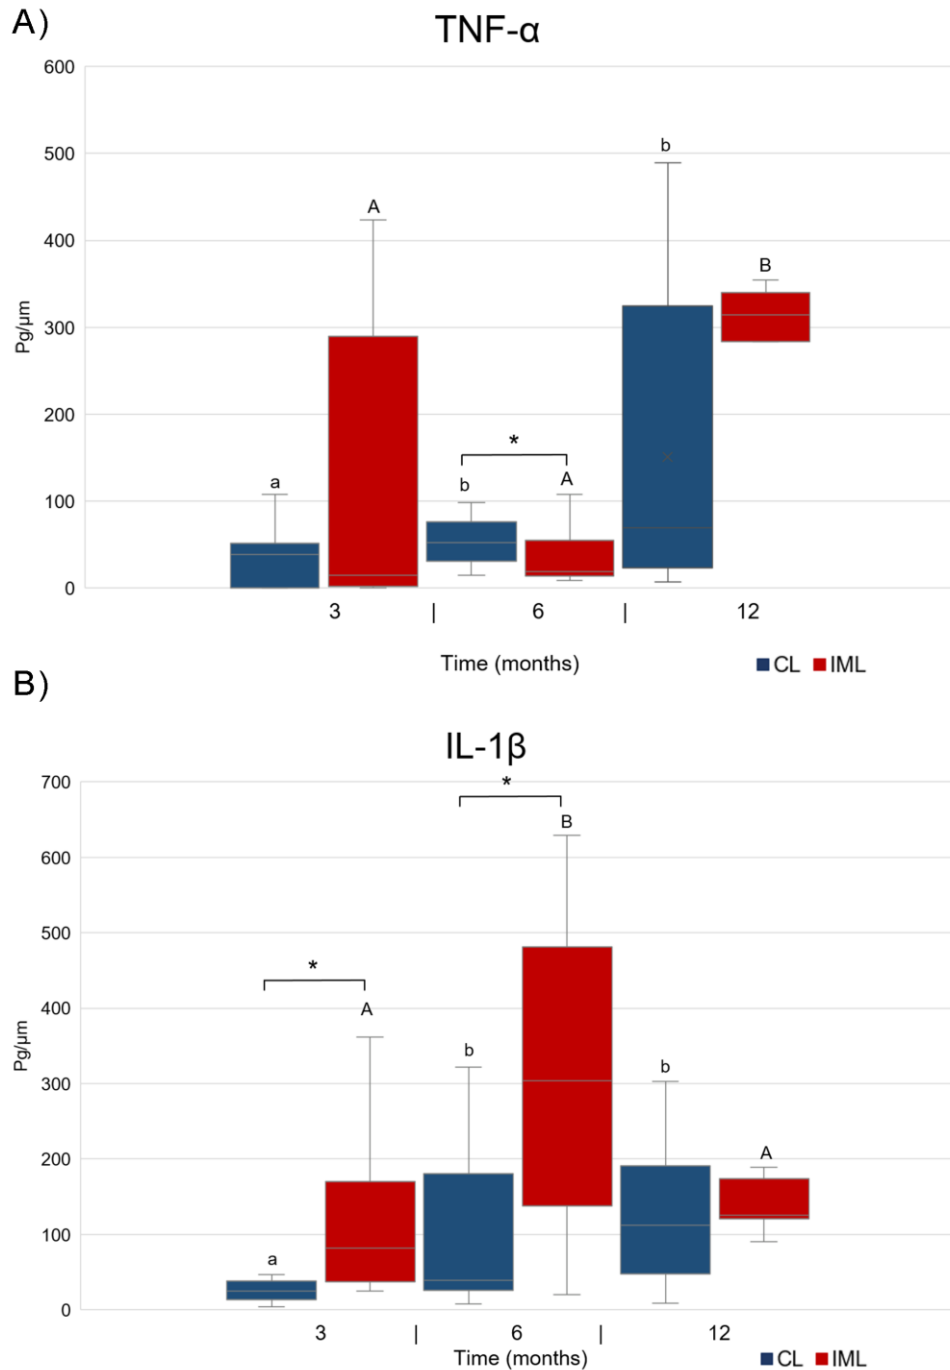 A)
TNF-α
600
500
400
300
200
100
0
Pg/µm
a
A
b
*
A
b
B
3 | 6 | 12
Time (months)
CL IML
B)
IL-1β
700
600
500
400
300
200
100
0
Pg/µm
*
a
A
*
b
B
b
A
3 | 6 | 12
Time (months)
CL IML